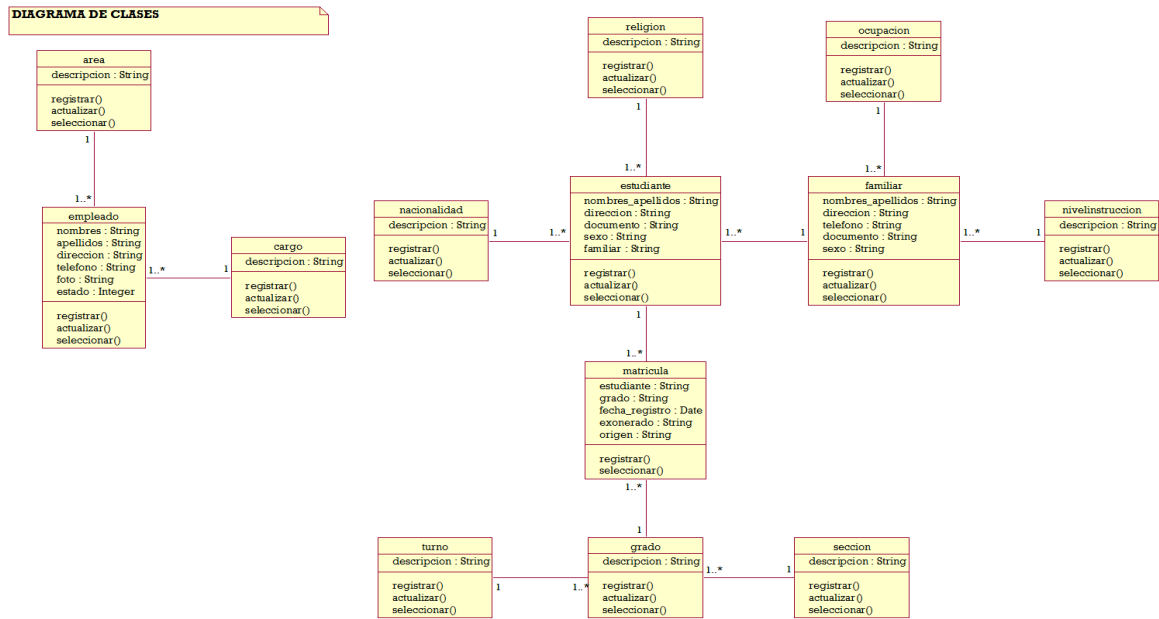 DIAGRAMA DE CLASES
area
descripcion : String
registrar()
actualizar()
seleccionar()
1
1..*
empleado
nombres : String
apellidos : String
direccion : String
telefono : String
foto : String
estado : Integer
registrar()
actualizar()
seleccionar()
1..*
1
cargo
descripcion : String
registrar()
actualizar()
seleccionar()
religion
descripcion : String
registrar()
actualizar()
seleccionar()
1
1..*
ocupacion
descripcion : String
registrar()
actualizar()
seleccionar()
1
1..*
nacionalidad
descripcion : String
registrar()
actualizar()
seleccionar()
1
1..*
estudiante
nombres_apellidos : String
direccion : String
documento : String
sexo : String
familiar : String
registrar()
actualizar()
seleccionar()
1..*
1
familiar
nombres_apellidos : String
direccion : String
telefono : String
documento : String
sexo : String
registrar()
actualizar()
seleccionar()
1..*
1
nivelinstruccion
descripcion : String
registrar()
actualizar()
seleccionar()
1
1..*
matricula
estudiante : String
grado : String
fecha_registro : Date
exonerado : String
origen : String
registrar()
seleccionar()
1..*
1
turno
descripcion : String
registrar()
actualizar()
seleccionar()
1
1..*
grado
descripcion : String
registrar()
actualizar()
seleccionar()
1..*
1
seccion
descripcion : String
registrar()
actualizar()
seleccionar()